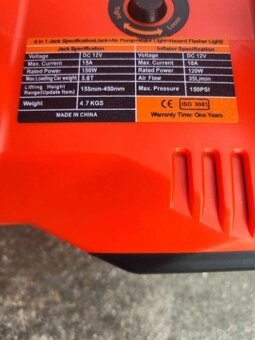 Tight Loose
4 in 1 Jack Specification(Jack+Air Pump+Major Light+Hazard Flasher Light)
Jack Specification Inflator Specification
Voltage DC 12V Voltage DC 12V
Max. Current 15A Max. Current 10A
Rated Power 150W Rated Power 120W
Max Loading Car weight 5.0T Air Flow 35L/min
Lifting Height Range(Update Item) 155mm-450mm Max. Pressure 150PSI
Weight 4.7 KGS CE ISO 9001
MADE IN CHINA Warranty Time: One Years